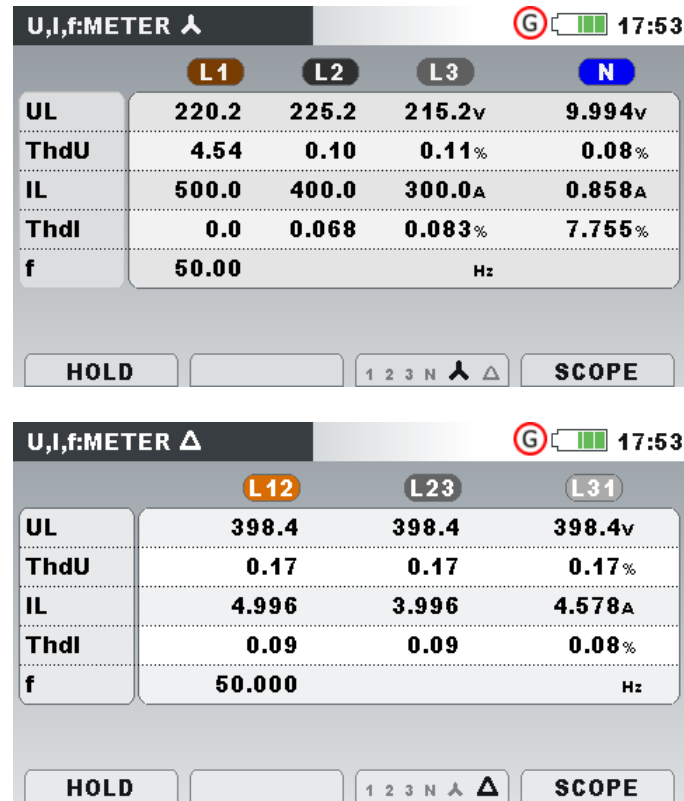 U,I,f:METER G 17:53
L1 L2 L3 N
UL 220.2 225.2 215.2V 9.994V
ThdU 4.54 0.10 0.11% 0.08%
IL 500.0 400.0 300.0A 0.858A
ThdI 0.0 0.068 0.083% 7.755%
f 50.00 Hz
HOLD 1 2 3 N SCOPE
U,I,f:METER Δ G 17:53
L12 L23 L31
UL 398.4 398.4 398.4V
ThdU 0.17 0.17 0.17%
IL 4.996 3.996 4.578A
ThdI 0.09 0.09 0.08%
f 50.000 Hz
HOLD 1 2 3 N Δ SCOPE